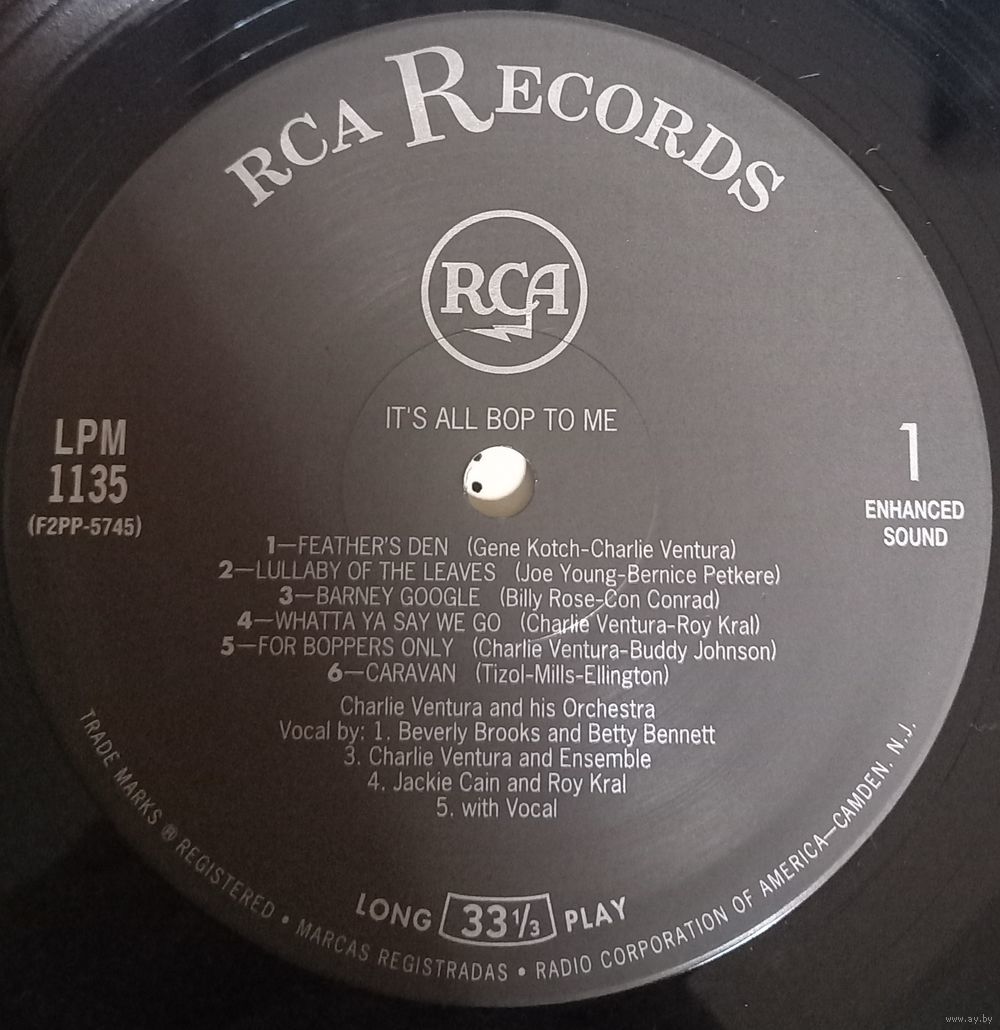 RCA RECORDS
RCA
IT'S ALL BOP TO ME
LPM
1135
(F2PP-5745)
1
ENHANCED
SOUND
1—FEATHER'S DEN (Gene Kotch-Charlie Ventura)
2—LULLABY OF THE LEAVES (Joe Young-Bernice Petkere)
3—BARNEY GOOGLE (Billy Rose-Con Conrad)
4—WHATTA YA SAY WE GO (Charlie Ventura-Roy Kral)
5—FOR BOPPERS ONLY (Charlie Ventura-Buddy Johnson)
6—CARAVAN (Tizol-Mills-Ellington)
Charlie Ventura and his Orchestra
Vocal by: 1. Beverly Brooks and Betty Bennett
3. Charlie Ventura and Ensemble
4. Jackie Cain and Roy Kral
5. with Vocal
LONG 33 1/3 PLAY
TRADE MARKS ® REGISTERED • MARCAS REGISTRADAS • RADIO CORPORATION OF AMERICA—CAMDEN, N.J.
www.ay.by